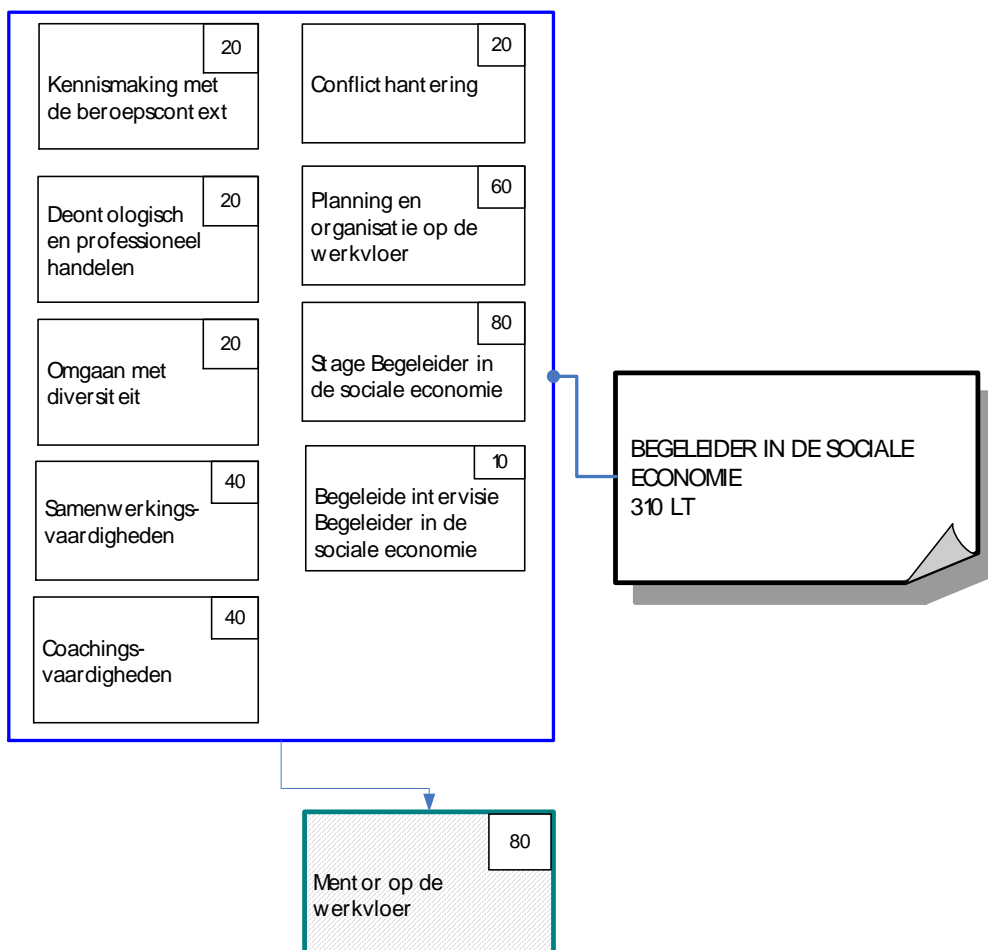 20
Kennismaking met
de beroepscontext
20
Deontologisch
en professioneel
handelen
20
Omgaan met
diversiteit
40
Samenwerkings-
vaardigheden
40
Coachings-
vaardigheden
20
Conflicthantering
60
Planning en
organisatie op de
werkvloer
80
Stage Begeleider in
de sociale economie
10
Begeleide intervisie
Begeleider in de
sociale economie
BEGELEIDER IN DE SOCIALE
ECONOMIE
310 LT
80
Mentor op de
werkvloer